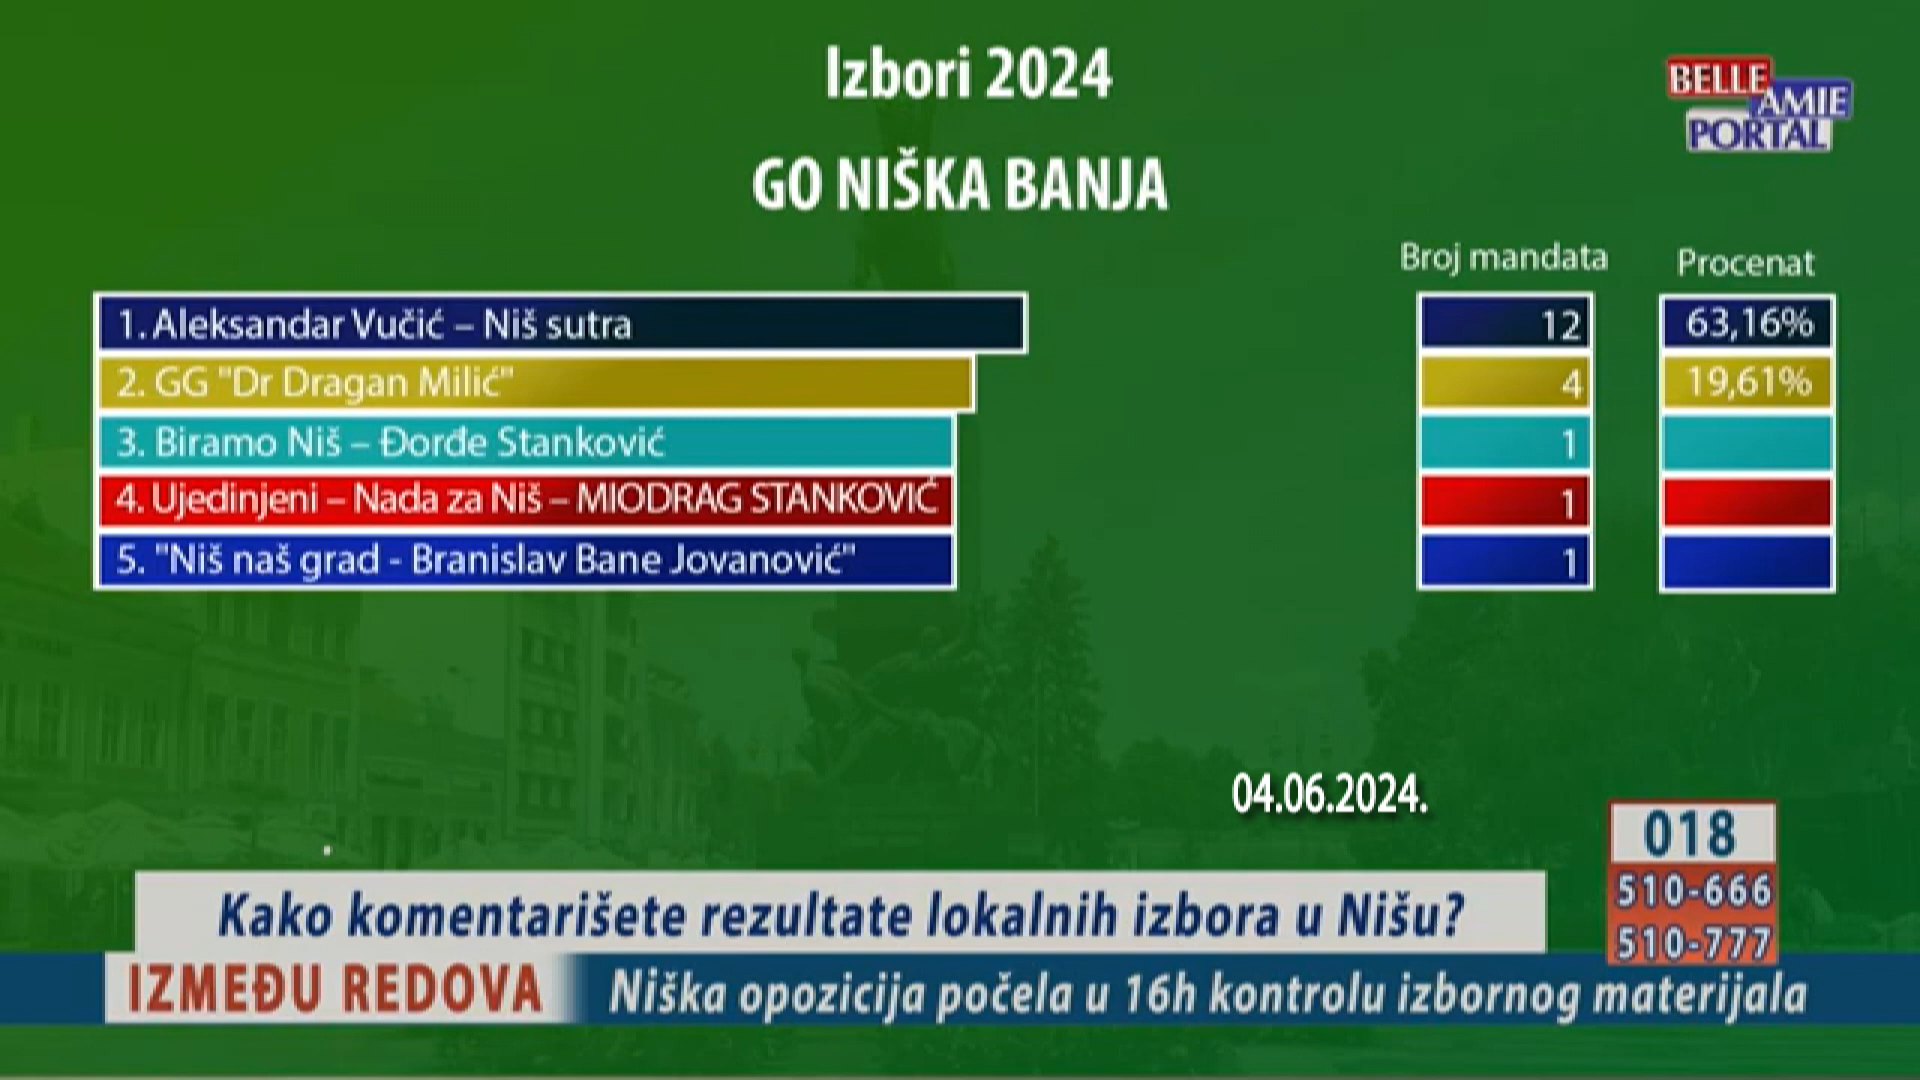 Izbori 2024
BELLE
AMIE
PORTAL
GO NIŠKA BANJA
Broj mandata Procenat
1. Aleksandar Vučić – Niš sutra 12 63,16%
2. GG "Dr Dragan Milić" 4 19,61%
3. Biramo Niš – Đorđe Stanković 1
4. Ujedinjeni – Nada za Niš – MIODRAG STANKOVIĆ 1
5. "Niš naš grad - Branislav Bane Jovanović" 1
04.06.2024.
018
510-666
510-777
Kako komentarišete rezultate lokalnih izbora u Nišu?
IZMEĐU REDOVA Niška opozicija počela u 16h kontrolu izbornog materijala